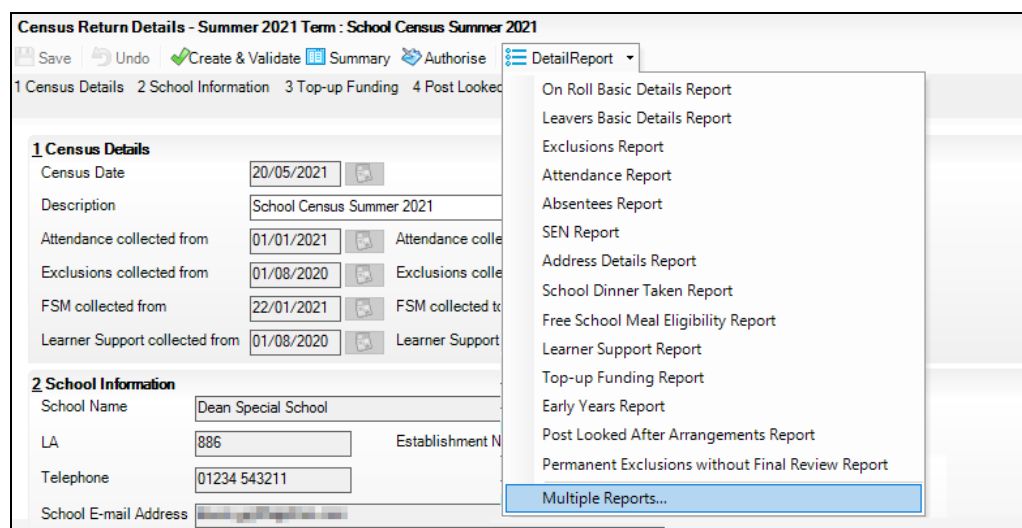 Census Return Details - Summer 2021 Term : School Census Summer 2021
Save Undo Create & Validate Summary Authorise DetailReport
1 Census Details 2 School Information 3 Top-up Funding 4 Post Looked
On Roll Basic Details Report
Leavers Basic Details Report
Exclusions Report
Attendance Report
Absentees Report
SEN Report
Address Details Report
School Dinner Taken Report
Free School Meal Eligibility Report
Learner Support Report
Top-up Funding Report
Early Years Report
Post Looked After Arrangements Report
Permanent Exclusions without Final Review Report
Multiple Reports...
1 Census Details
Census Date 20/05/2021
Description School Census Summer 2021
Attendance collected from 01/01/2021 Attendance colle
Exclusions collected from 01/08/2020 Exclusions colle
FSM collected from 22/01/2021 FSM collected to
Learner Support collected from 01/08/2020 Learner Support
2 School Information
School Name Dean Special School
LA 886 Establishment N
Telephone 01234 543211
School E-mail Address